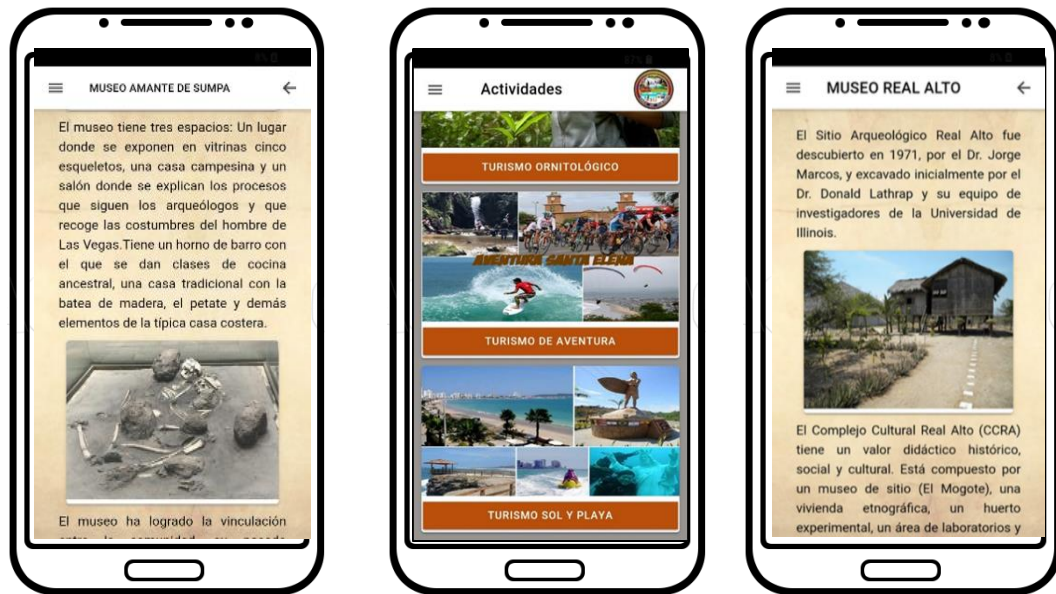 MUSEO AMANTE DE SUMPA
El museo tiene tres espacios: Un lugar
donde se exponen en vitrinas cinco
esqueletos, una casa campesina y un
salón donde se explican los procesos
que siguen los arqueólogos y que
recoge las costumbres del hombre de
Las Vegas.Tiene un horno de barro con
el que se dan clases de cocina
ancestral, una casa tradicional con la
batea de madera, el petate y demás
elementos de la típica casa costera.
El museo ha logrado la vinculación
Actividades
TURISMO ORNITOLÓGICO
AVENTURA SANTA ELENA
TURISMO DE AVENTURA
TURISMO SOL Y PLAYA
MUSEO REAL ALTO
El Sitio Arqueológico Real Alto fue
descubierto en 1971, por el Dr. Jorge
Marcos, y excavado inicialmente por el
Dr. Donald Lathrap y su equipo de
investigadores de la Universidad de
Illinois.
El Complejo Cultural Real Alto (CCRA)
tiene un valor didáctico histórico,
social y cultural. Está compuesto por
un museo de sitio (El Mogote), una
vivienda etnográfica, un huerto
experimental, un área de laboratorios y